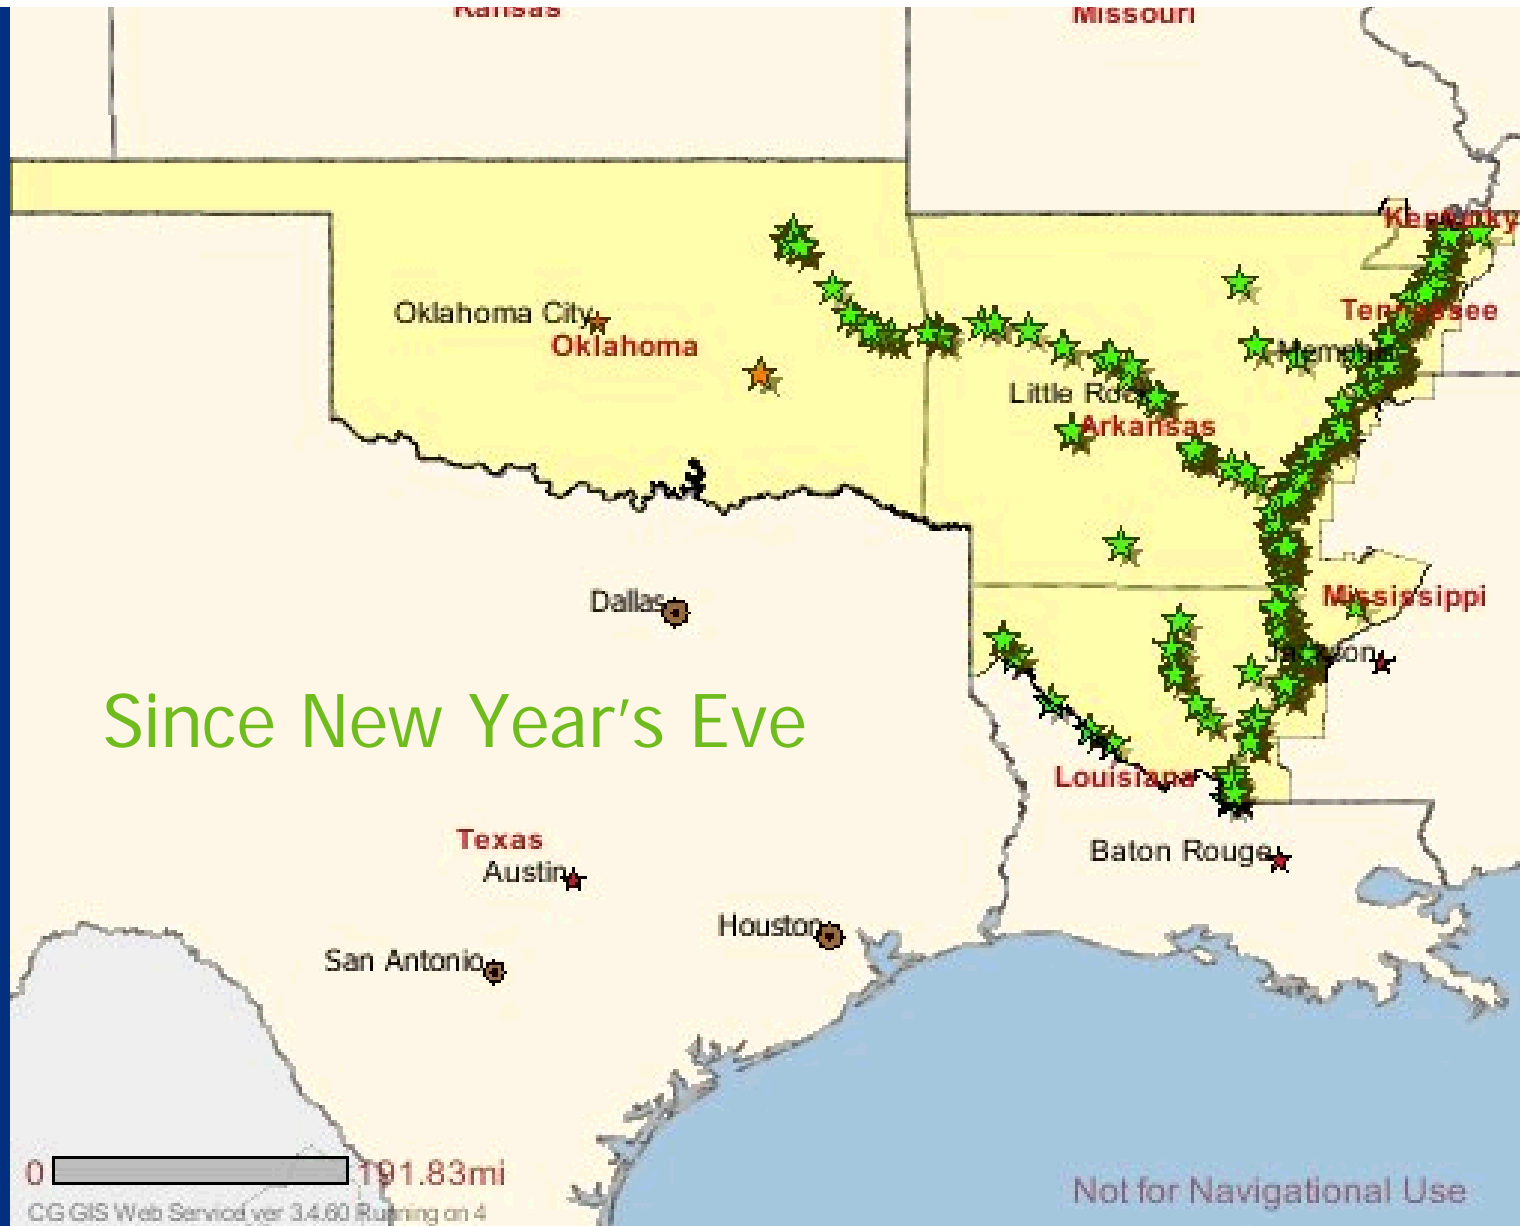 Kansas
Missouri
Kentucky
Oklahoma City
Tennessee
Oklahoma
Memphis
Little Rock
Arkansas
Dallas
Mississippi
Jackson
Since New Year's Eve
Louisiana
Texas
Baton Rouge
Austin
Houston
San Antonio
0 191.83mi
Not for Navigational Use
CG GIS Web Service ver 3.4.60 Running on 4